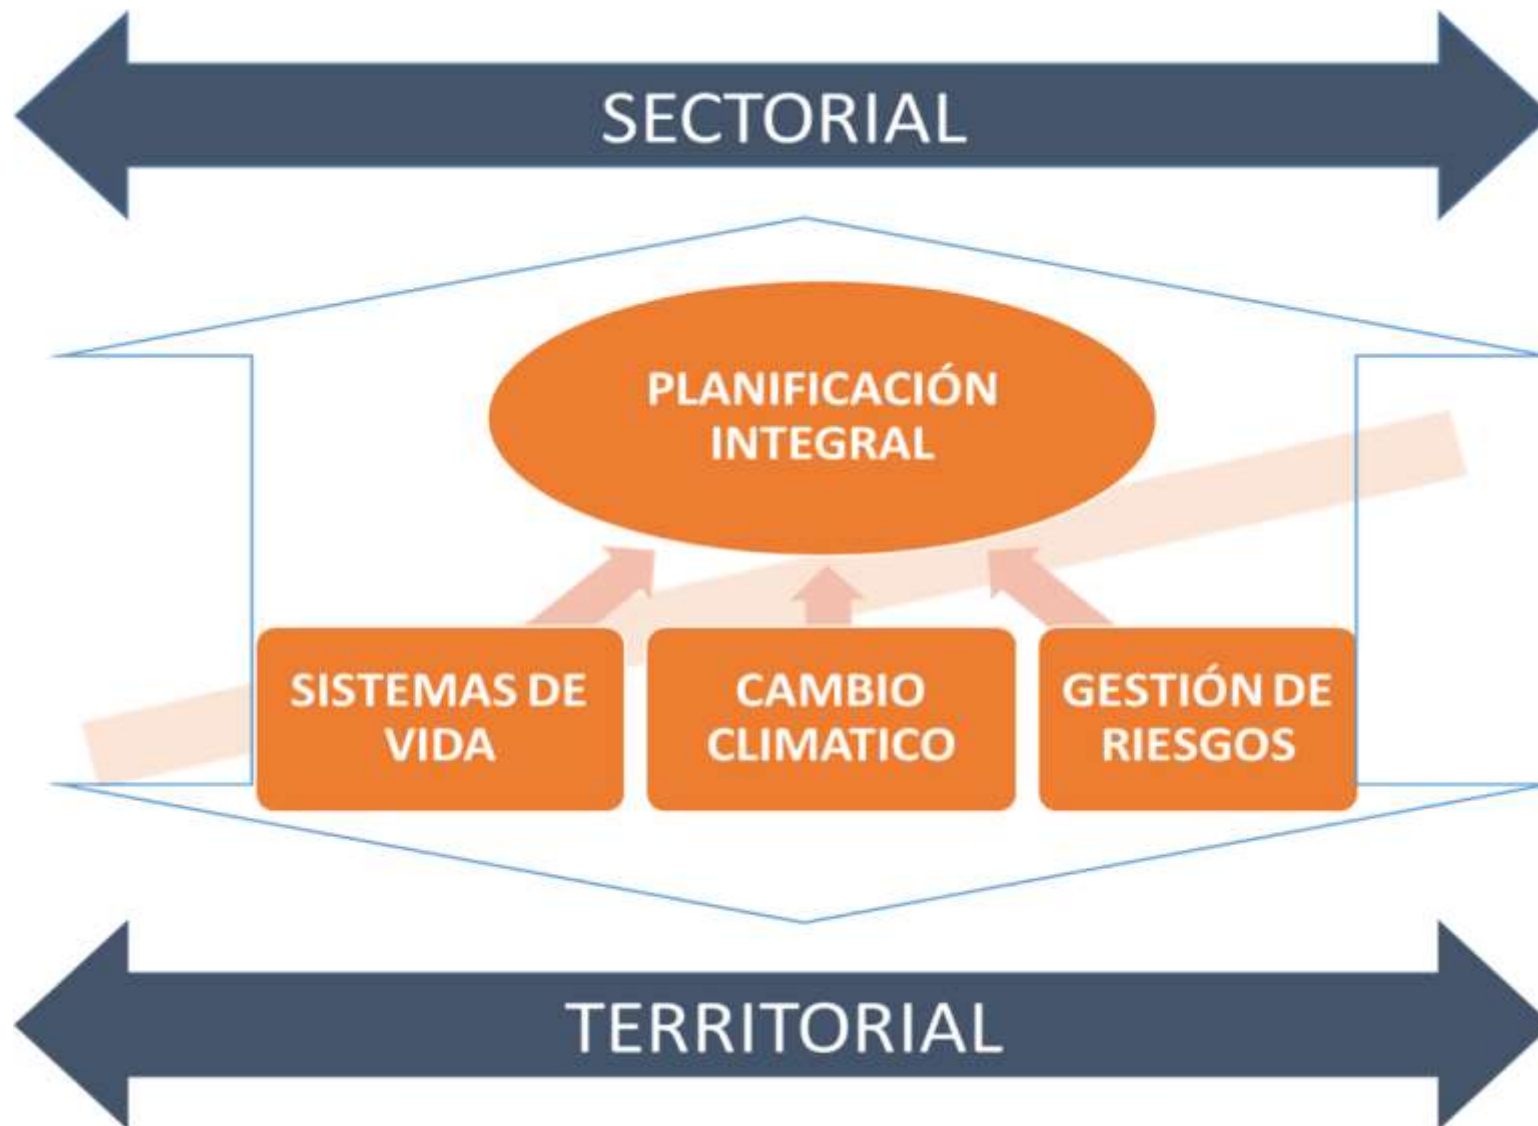 SECTORIAL
PLANIFICACIÓN
INTEGRAL
SISTEMAS DE
VIDA
CAMBIO
CLIMATICO
GESTIÓN DE
RIESGOS
TERRITORIAL